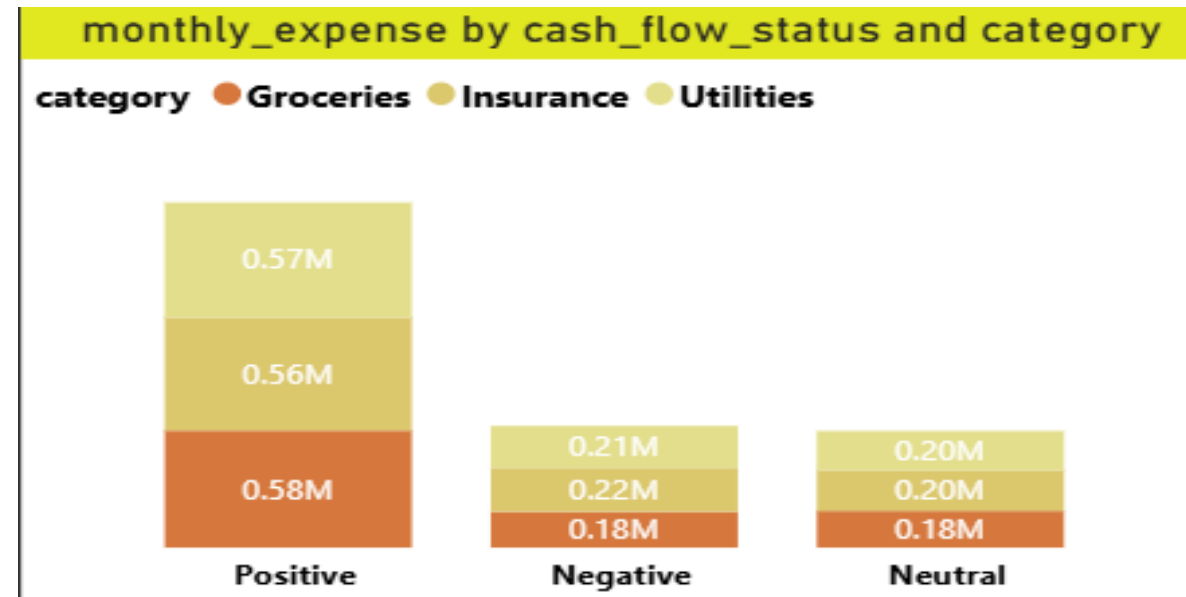 monthly_expense by cash_flow_status and category
category Groceries Insurance Utilities
0.57M
0.56M
0.58M
0.21M
0.22M
0.18M
0.20M
0.20M
0.18M
Positive Negative Neutral